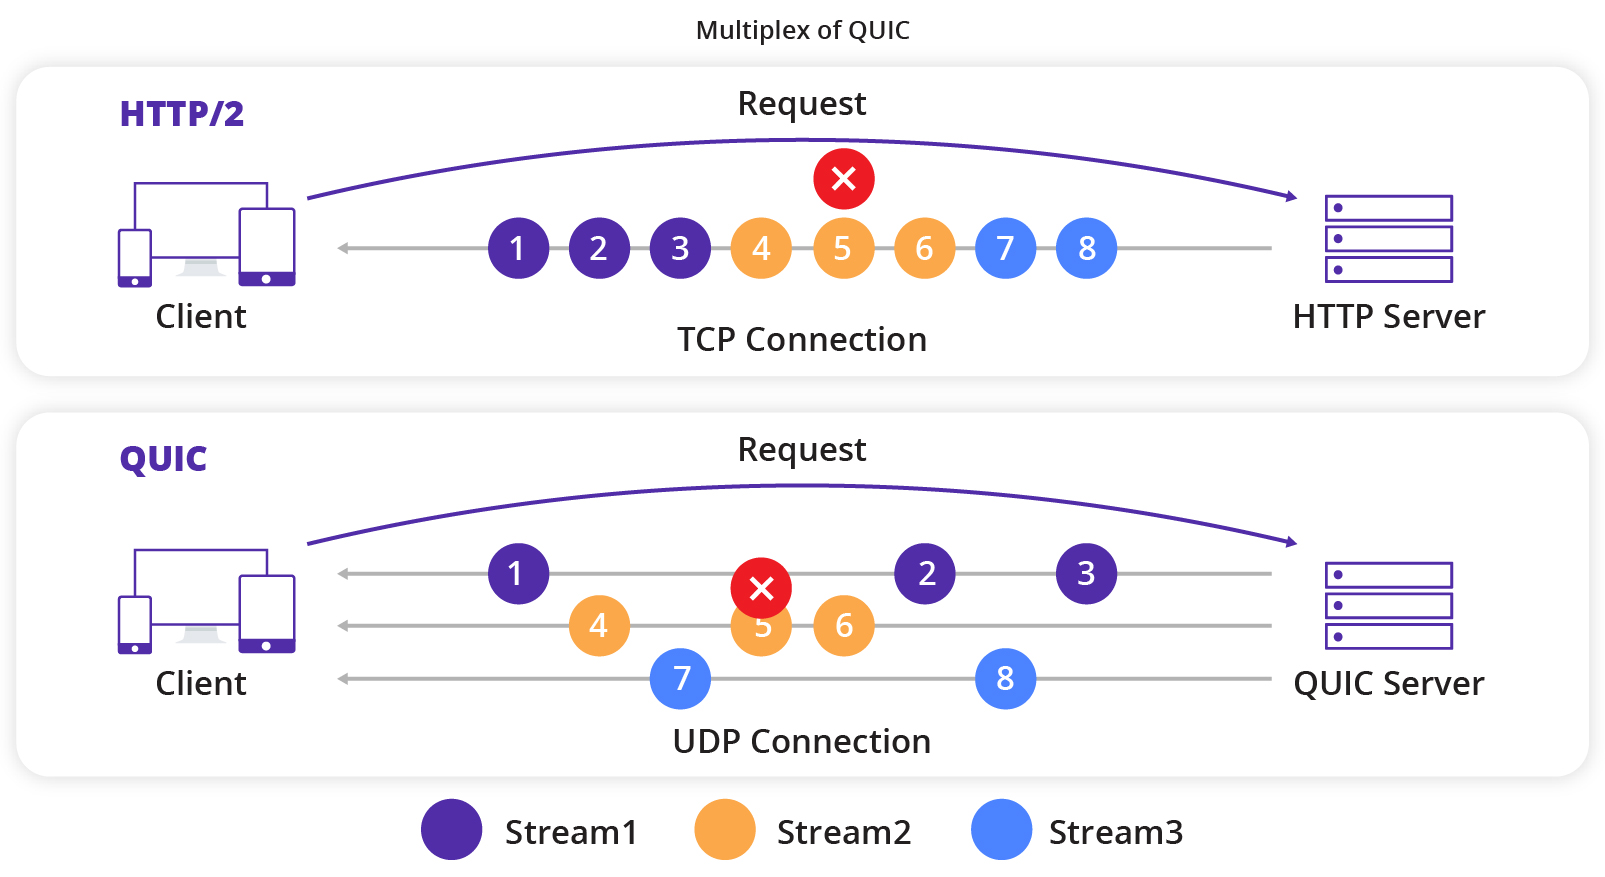 Multiplex of QUIC
HTTP/2
Request
1 2 3 4 5 6 7 8
Client
HTTP Server
TCP Connection
QUIC
Request
1 2 3
4 5 6
7 8
Client
QUIC Server
UDP Connection
Stream1 Stream2 Stream3